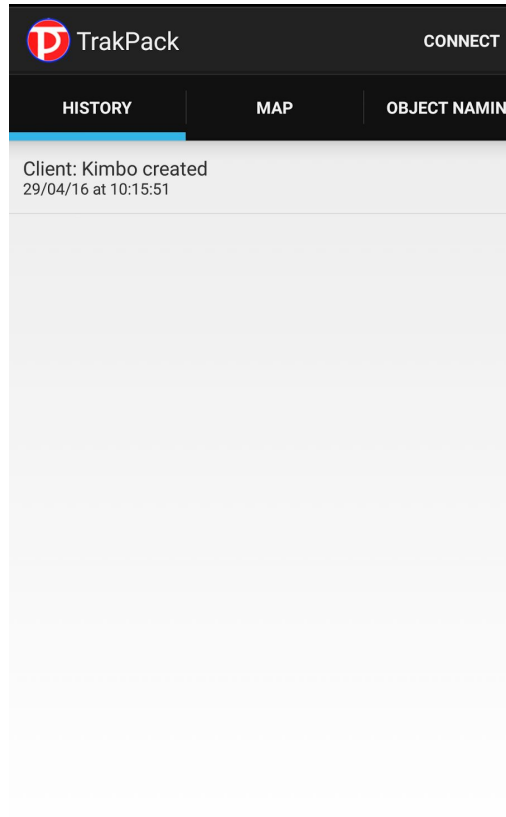 TrakPack
CONNECT
HISTORY
MAP
OBJECT NAMIN
Client: Kimbo created
29/04/16 at 10:15:51